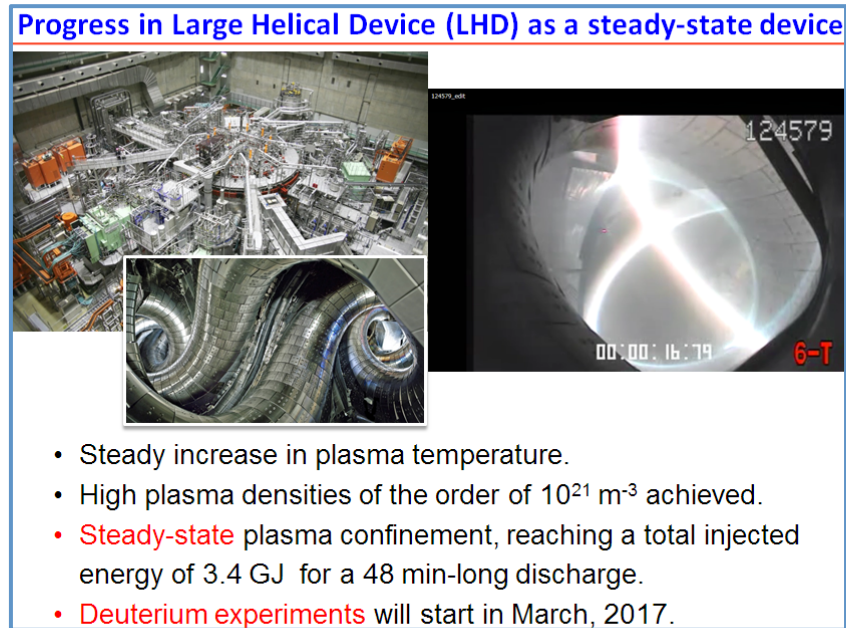 Progress in Large Helical Device (LHD) as a steady-state device
124579_edit
124579
00:00:16:79
6-T
• Steady increase in plasma temperature.
• High plasma densities of the order of 10²¹ m⁻³ achieved.
• Steady-state plasma confinement, reaching a total injected
energy of 3.4 GJ for a 48 min-long discharge.
• Deuterium experiments will start in March, 2017.